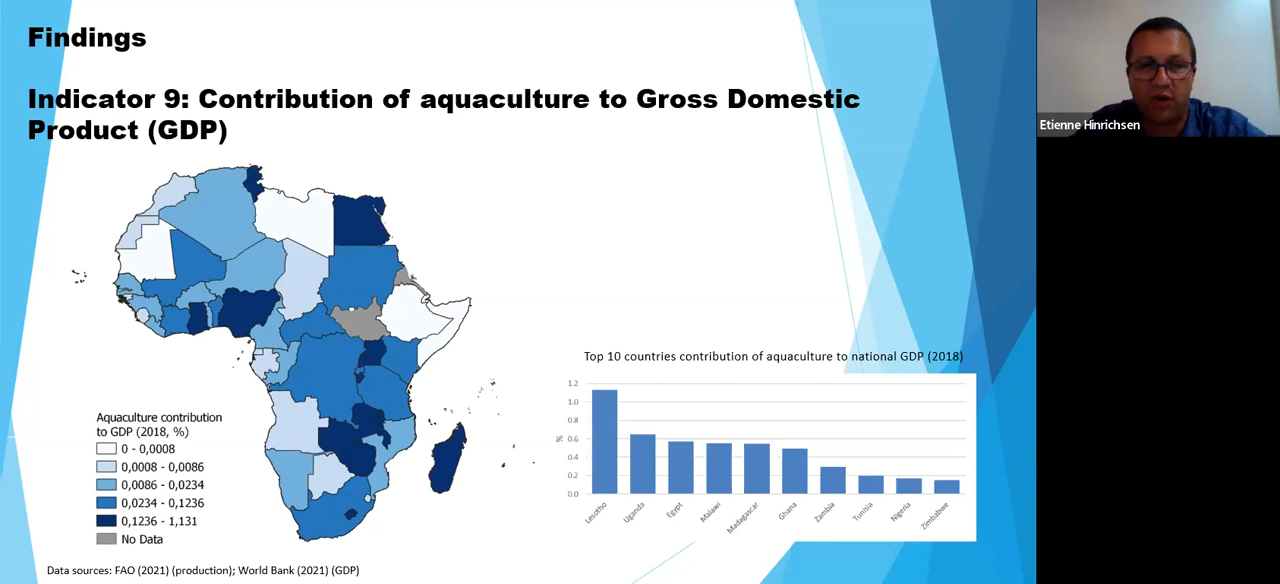 Findings
Indicator 9: Contribution of aquaculture to Gross Domestic
Product (GDP)
Etienne Hinrichsen
Aquaculture contribution
to GDP (2018, %)
0 - 0,0008
0,0008 - 0,0086
0,0086 - 0,0234
0,0234 - 0,1236
0,1236 - 1,131
No Data
Top 10 countries contribution of aquaculture to national GDP (2018)
%
1.2
1.0
0.8
0.6
0.4
0.2
0.0
Lesotho
Uganda
Egypt
Malawi
Madagascar
Ghana
Zambia
Tunisia
Nigeria
Zimbabwe
Data sources: FAO (2021) (production); World Bank (2021) (GDP)